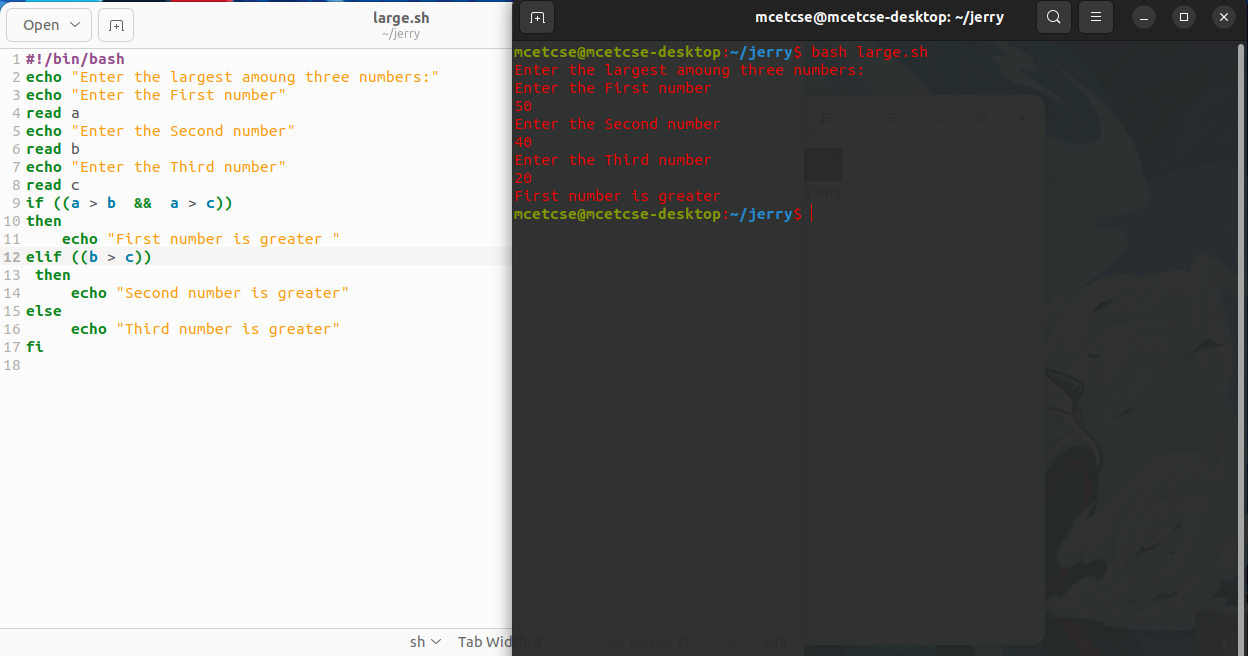 Open
large.sh
~/jerry
1 #!/bin/bash
2 echo "Enter the largest amoung three numbers:"
3 echo "Enter the First number"
4 read a
5 echo "Enter the Second number"
6 read b
7 echo "Enter the Third number"
8 read c
9 if ((a > b  &&  a > c))
10 then
11     echo "First number is greater "
12 elif ((b > c))
13  then
14      echo "Second number is greater"
15 else
16      echo "Third number is greater"
17 fi
18
sh
Tab Width: 8
Ln 12, Col 11
INS
mcetcse@mcetcse-desktop: ~/jerry
mcetcse@mcetcse-desktop:~/jerry$ bash large.sh
Enter the largest amoung three numbers:
Enter the First number
50
Enter the Second number
40
Enter the Third number
20
First number is greater
mcetcse@mcetcse-desktop:~/jerry$